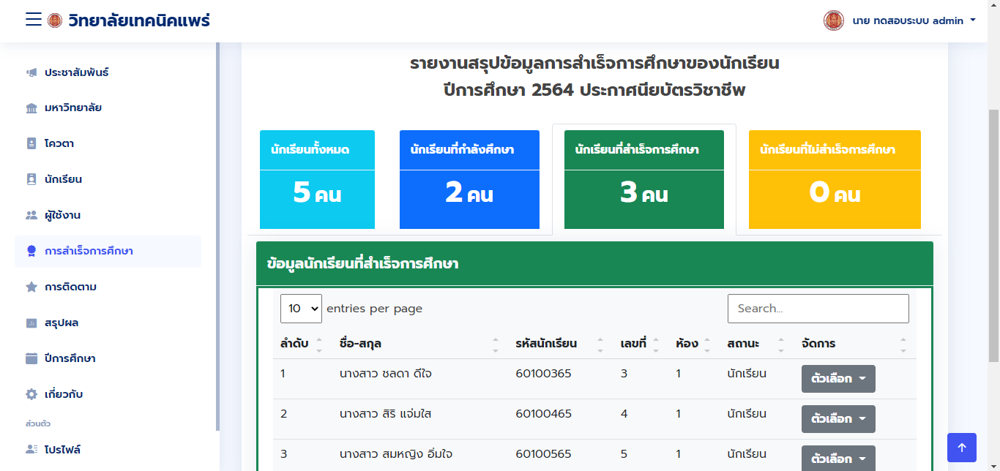 วิทยาลัยเทคนิคแพร่
นาย ทดสอบระบบ admin
ประชาสัมพันธ์
มหาวิทยาลัย
โควตา
นักเรียน
ผู้ใช้งาน
การสำเร็จการศึกษา
การติดตาม
สรุปผล
ปีการศึกษา
เกี่ยวกับ
ส่วนตัว
โปรไฟล์
รายงานสรุปข้อมูลการสำเร็จการศึกษาของนักเรียน
ปีการศึกษา 2564 ประกาศนียบัตรวิชาชีพ
นักเรียนทั้งหมด
5 คน
นักเรียนที่กำลังศึกษา
2 คน
นักเรียนที่สำเร็จการศึกษา
3 คน
นักเรียนที่ไม่สำเร็จการศึกษา
0 คน
ข้อมูลนักเรียนที่สำเร็จการศึกษา
10 entries per page Search...
ลำดับ ชื่อ-สกุล รหัสนักเรียน เลขที่ ห้อง สถานะ จัดการ
1 นางสาว ชลดา ดีใจ 60100365 3 1 นักเรียน ตัวเลือก
2 นางสาว สิริ แจ่มใส 60100465 4 1 นักเรียน ตัวเลือก
3 นางสาว สมหญิง อิ่มใจ 60100565 5 1 นักเรียน ตัวเลือก